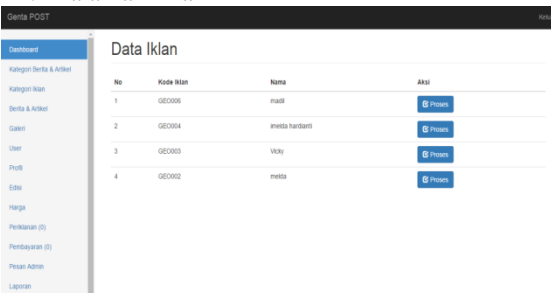 Genta POST
Dashboard
Kategori Berita & Artikel
Kategori Iklan
Berita & Artikel
Galeri
User
Profil
Edisi
Harga
Periklanan (0)
Pembayaran (0)
Pesan Admin
Laporan
Data Iklan
No Kode Iklan Nama Aksi
1 GEO006 madi Proses
2 GEO004 imelda hardianti Proses
3 GEO003 Vicky Proses
4 GEO002 melda Proses